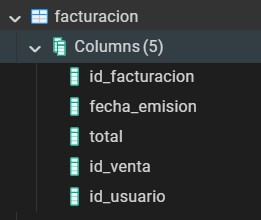 facturacion
Columns (5)
id_facturacion
fecha_emision
total
id_venta
id_usuario